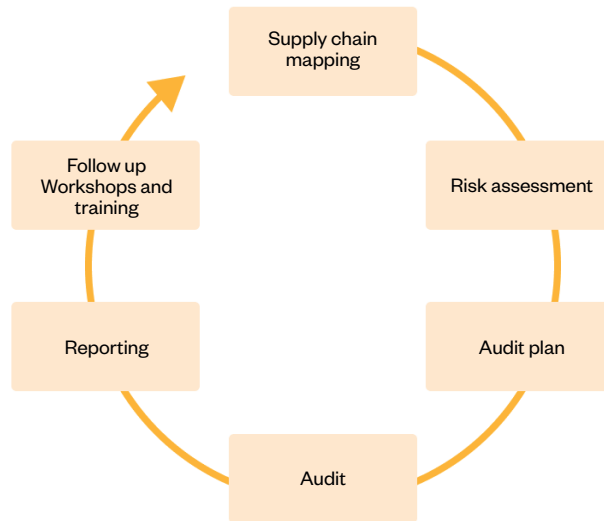 Supply chain
mapping
Risk assessment
Audit plan
Audit
Reporting
Follow up
Workshops and
training